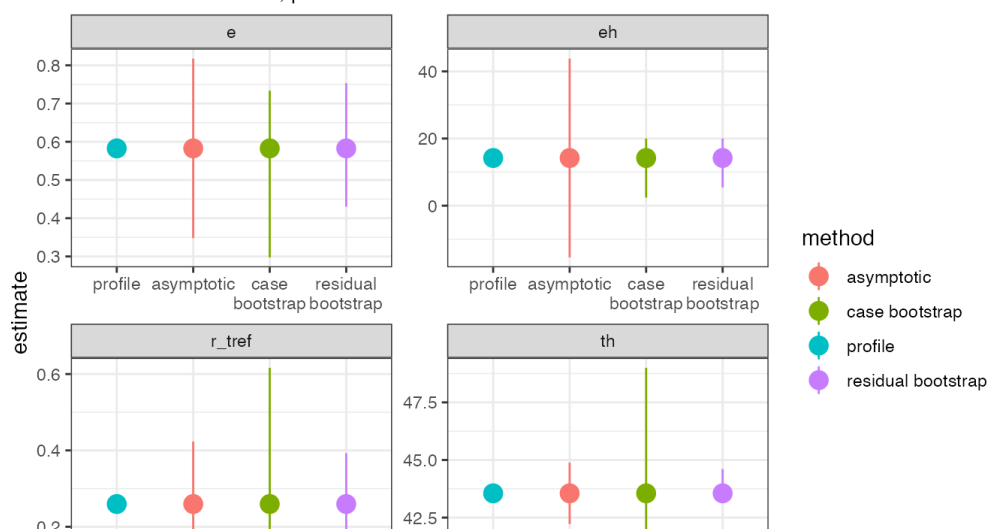 e
eh
0.8
0.7
0.6
0.5
0.4
0.3
40
20
0
profile asymptotic case bootstrap residual bootstrap
profile asymptotic case bootstrap residual bootstrap
estimate
r_tref
th
0.6
0.4
0.2
47.5
45.0
42.5
method
asymptotic
case bootstrap
profile
residual bootstrap